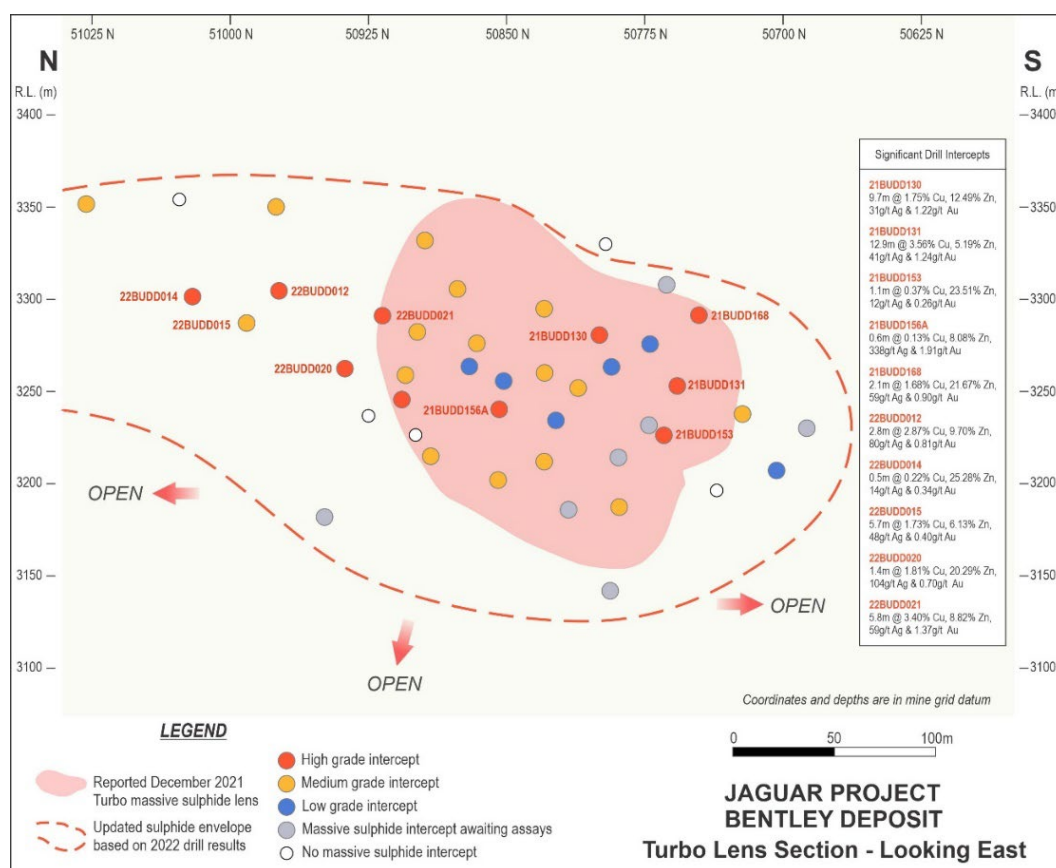 51025 N 51000 N 50925 N 50850 N 50775 N 50700 N 50625 N
N S
R.L. (m) R.L. (m)
3400 3400
3350 3350
3300 3300
3250 3250
3200 3200
3150 3150
3100 3100
22BUDD014
22BUDD012
22BUDD015
22BUDD021
22BUDD020
21BUDD130
21BUDD168
21BUDD131
21BUDD156A
21BUDD153
OPEN
OPEN
OPEN
Significant Drill Intercepts
21BUDD130
9.7m @ 1.75% Cu, 12.49% Zn,
31g/t Ag & 1.22g/t Au
21BUDD131
12.9m @ 3.56% Cu, 5.19% Zn,
41g/t Ag & 1.24g/t Au
21BUDD153
1.1m @ 0.37% Cu, 23.51% Zn,
12g/t Ag & 0.26g/t Au
21BUDD156A
0.6m @ 0.13% Cu, 8.08% Zn,
338g/t Ag & 1.91g/t Au
21BUDD168
2.1m @ 1.68% Cu, 21.67% Zn,
59g/t Ag & 0.90g/t Au
22BUDD012
2.8m @ 2.87% Cu, 9.70% Zn,
80g/t Ag & 0.81g/t Au
22BUDD014
0.5m @ 0.22% Cu, 25.28% Zn,
14g/t Ag & 0.34g/t Au
22BUDD015
5.7m @ 1.73% Cu, 6.13% Zn,
48g/t Ag & 0.40g/t Au
22BUDD020
1.4m @ 1.81% Cu, 20.29% Zn,
104g/t Ag & 0.70g/t Au
22BUDD021
5.8m @ 3.40% Cu, 8.82% Zn,
59g/t Ag & 1.37g/t Au
Coordinates and depths are in mine grid datum
LEGEND
Reported December 2021
Turbo massive sulphide lens
Updated sulphide envelope
based on 2022 drill results
High grade intercept
Medium grade intercept
Low grade intercept
Massive sulphide intercept awaiting assays
No massive sulphide intercept
0 50 100m
JAGUAR PROJECT
BENTLEY DEPOSIT
Turbo Lens Section - Looking East